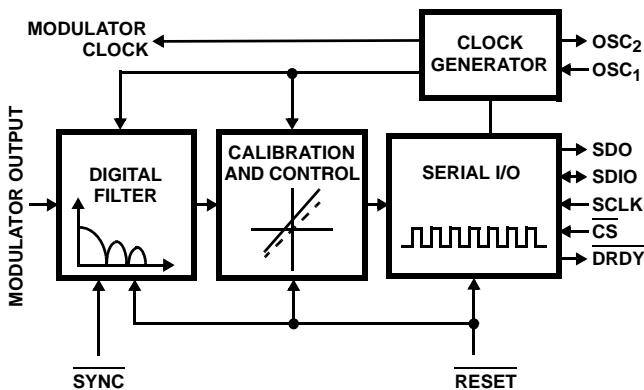 MODULATOR
CLOCK
CLOCK
GENERATOR
OSC2
OSC1
MODULATOR OUTPUT
DIGITAL
FILTER
CALIBRATION
AND CONTROL
SERIAL I/O
SDO
SDIO
SCLK
CS
DRDY
SYNC
RESET